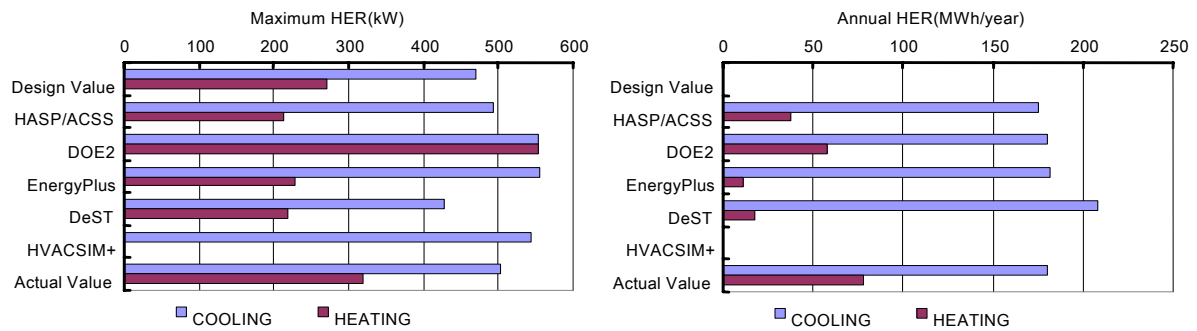 Maximum HER(kW)
0 100 200 300 400 500 600
Design Value
HASP/ACSS
DOE2
EnergyPlus
DeST
HVACSIM+
Actual Value
COOLING HEATING
Annual HER(MWh/year)
0 50 100 150 200 250
Design Value
HASP/ACSS
DOE2
EnergyPlus
DeST
HVACSIM+
Actual Value
COOLING HEATING